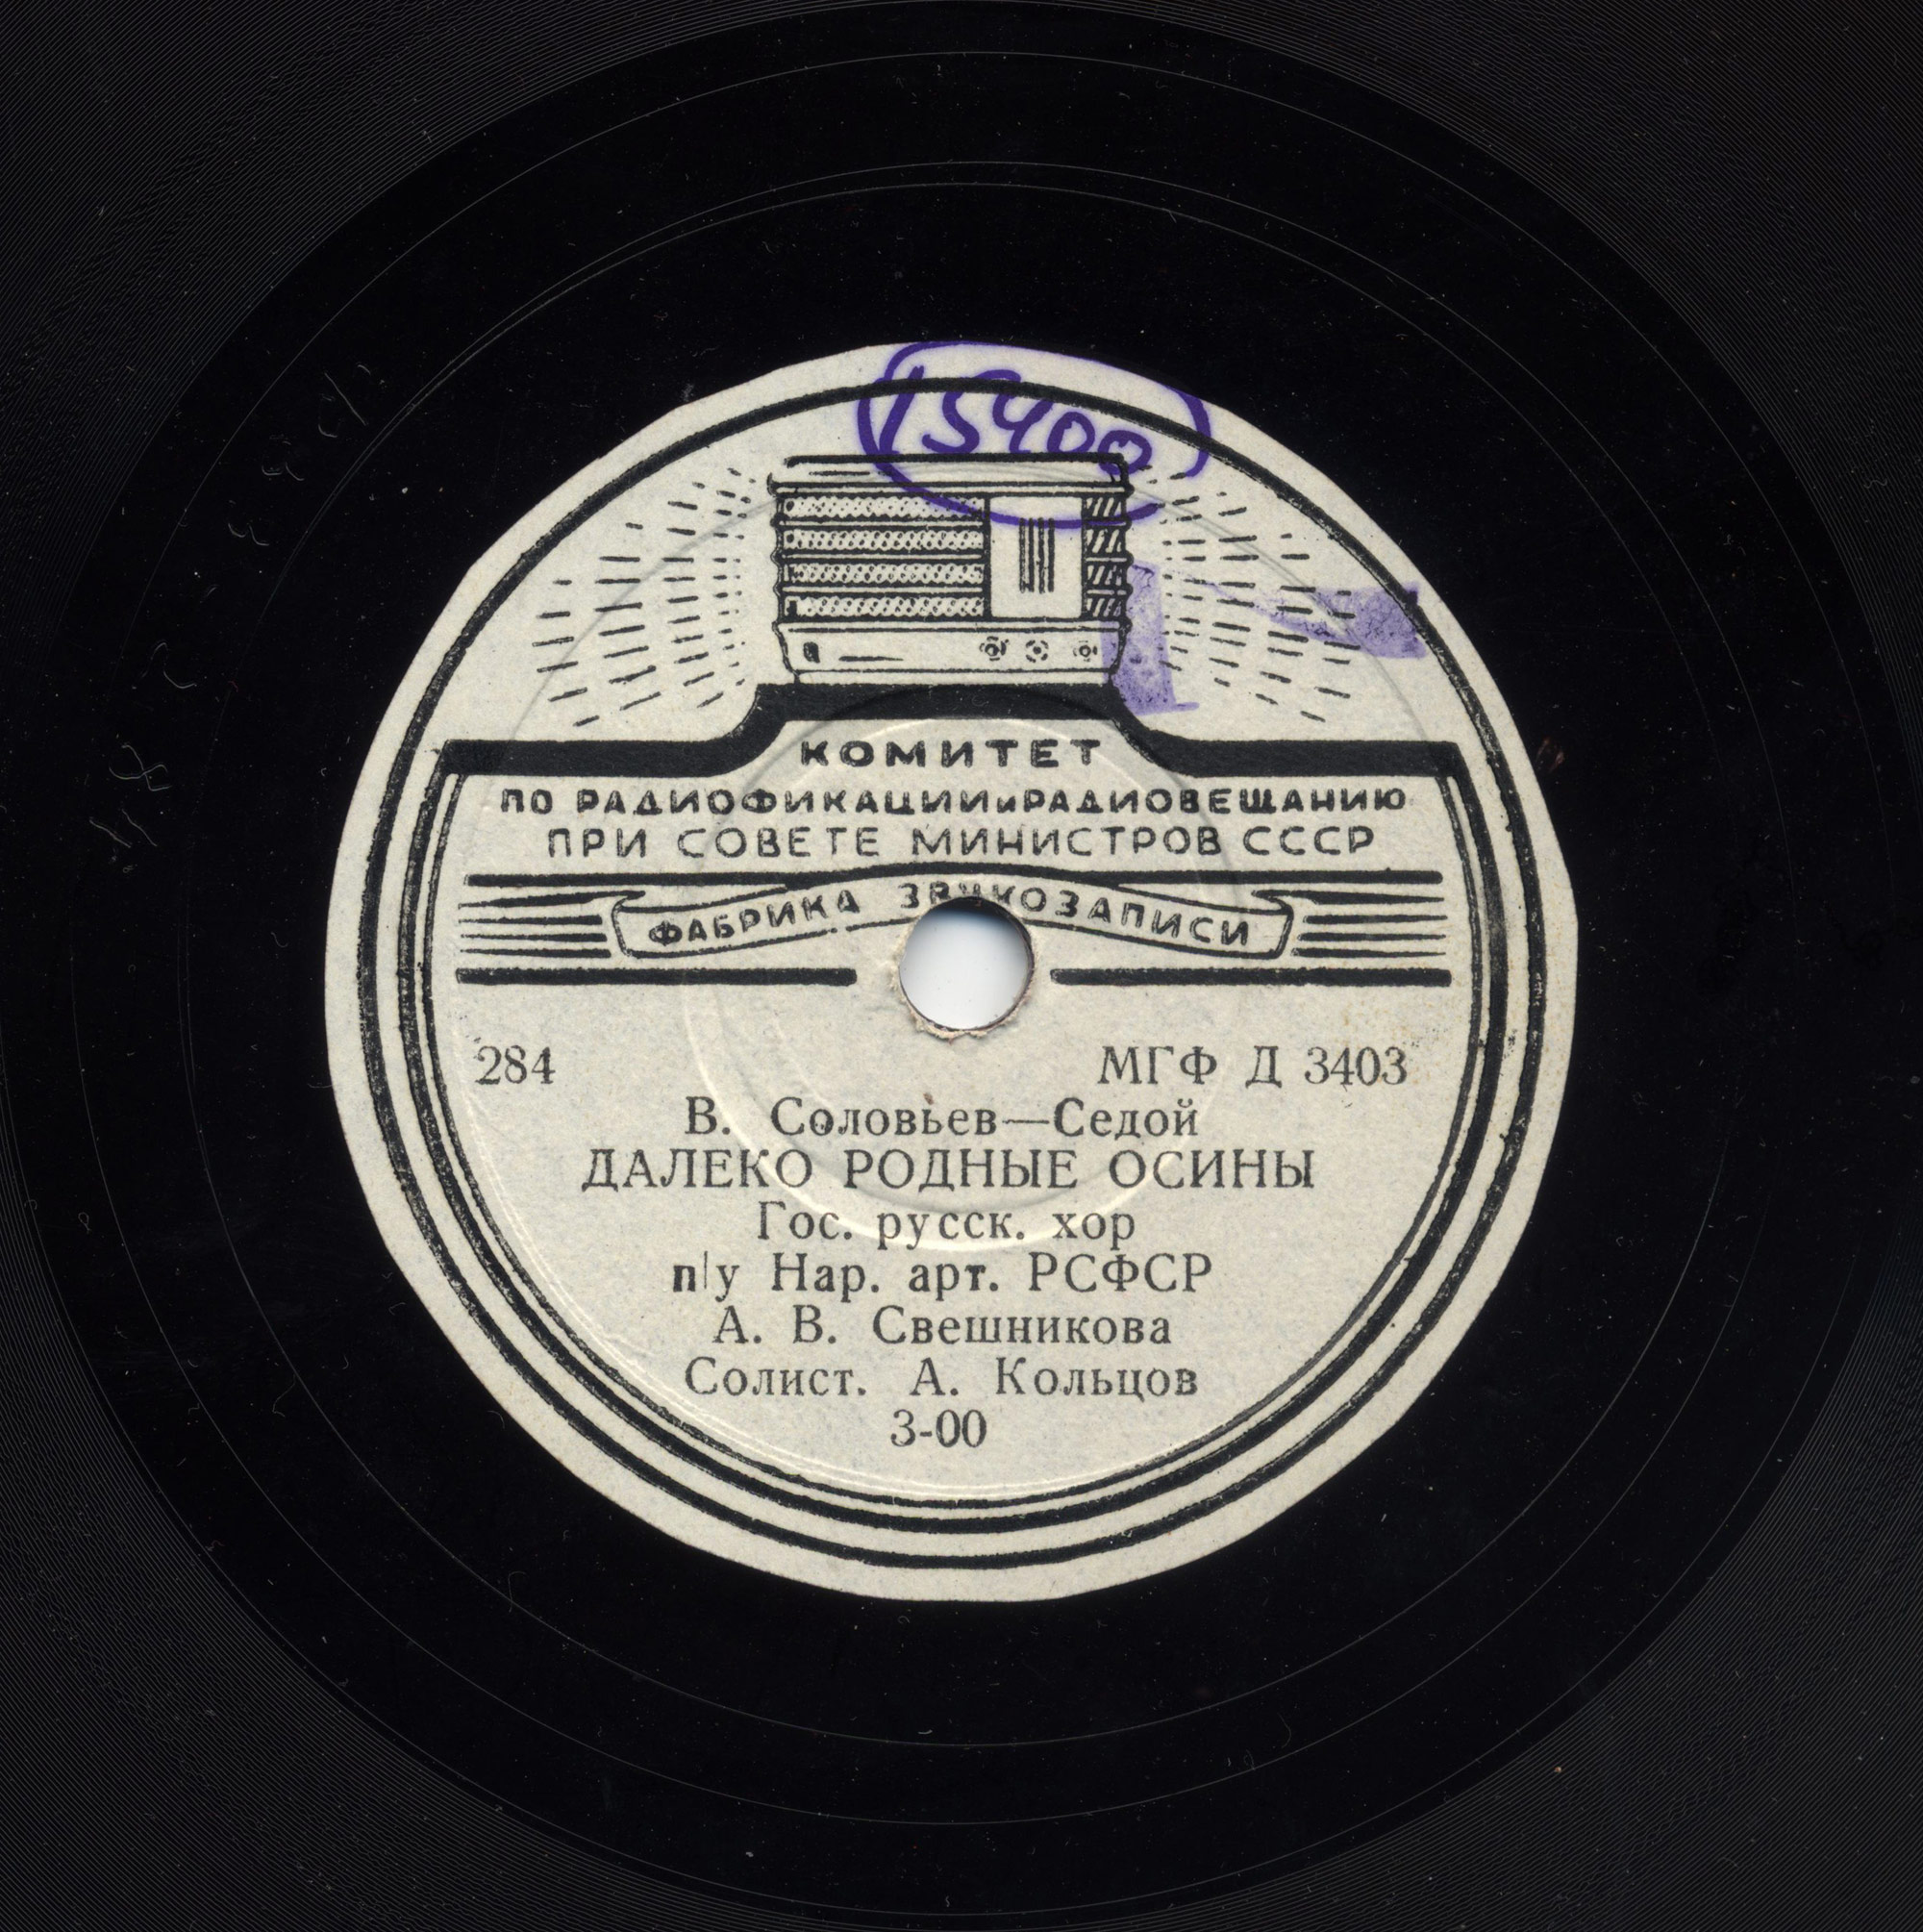 15400
КОМИТЕТ
ПО РАДИОФИКАЦИИ и РАДИОВЕЩАНИЮ
ПРИ СОВЕТЕ МИНИСТРОВ СССР
ФАБРИКА ЗВУКОЗАПИСИ
284 МГФ Д 3403
В. Соловьев—Седой
ДАЛЕКО РОДНЫЕ ОСИНЫ
Гос. русск. хор
п/у Нар. арт. РСФСР
А. В. Свешникова
Солист. А. Кольцов
3-00